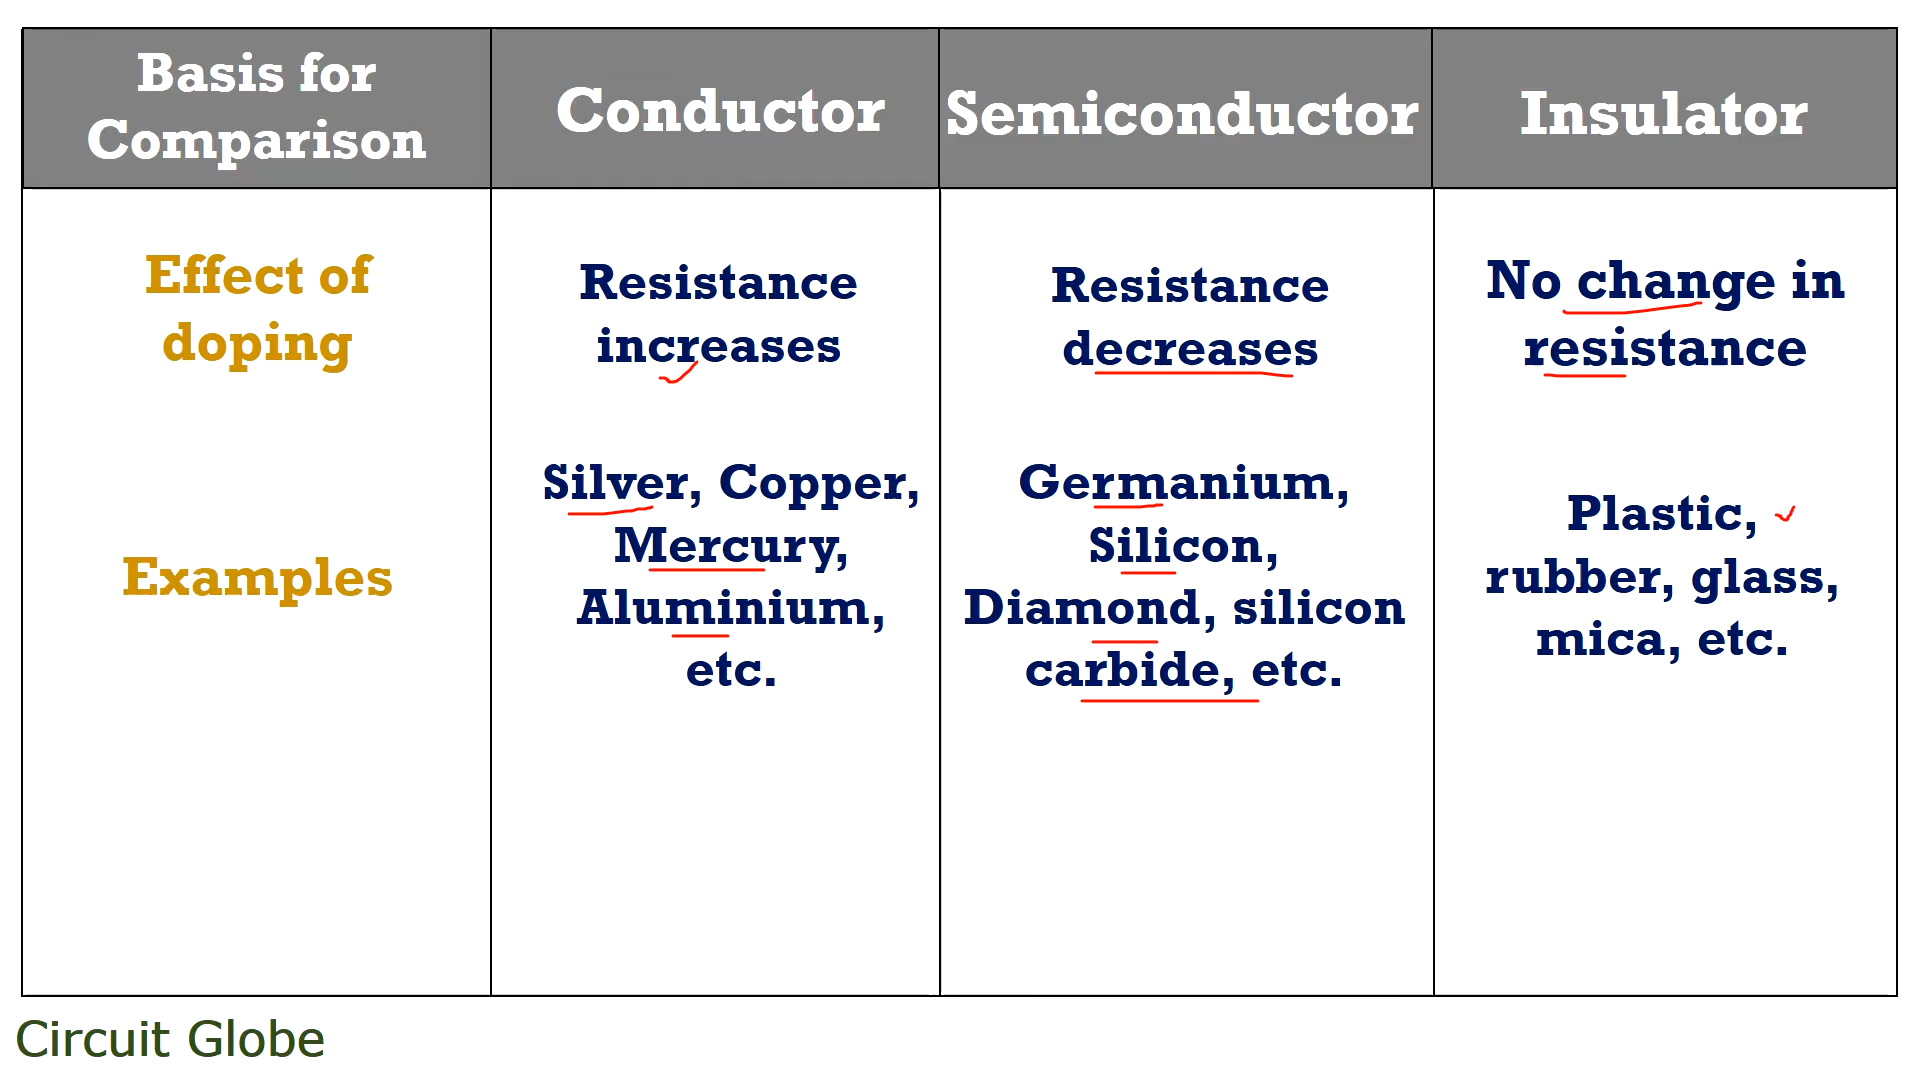 Basis for
Comparison
Conductor
Semiconductor
Insulator
Effect of
doping
Resistance
increases
Resistance
decreases
No change in
resistance
Examples
Silver, Copper,
Mercury,
Aluminium,
etc.
Germanium,
Silicon,
Diamond, silicon
carbide, etc.
Plastic,
rubber, glass,
mica, etc.
Circuit Globe